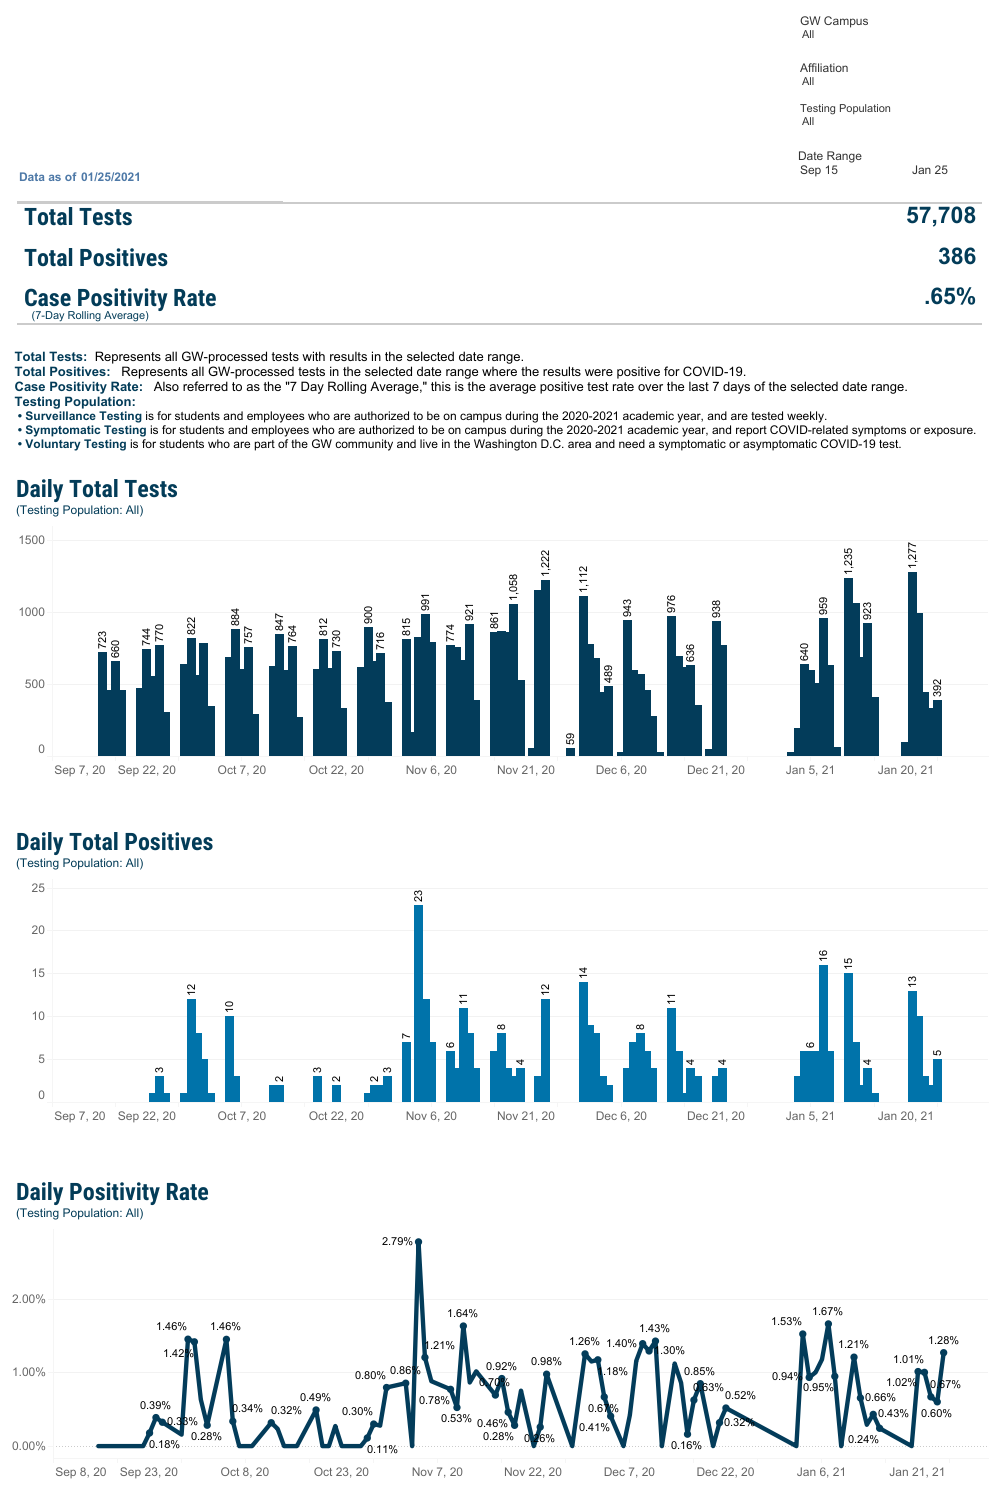 GW Campus
All
Affiliation
All
Testing Population
All
Date Range
Sep 15 Jan 25
Data as of 01/25/2021
Total Tests 57,708
Total Positives 386
Case Positivity Rate .65%
(7-Day Rolling Average)
Total Tests: Represents all GW-processed tests with results in the selected date range.
Total Positives: Represents all GW-processed tests in the selected date range where the results were positive for COVID-19.
Case Positivity Rate: Also referred to as the "7 Day Rolling Average," this is the average positive test rate over the last 7 days of the selected date range.
Testing Population:
• Surveillance Testing is for students and employees who are authorized to be on campus during the 2020-2021 academic year, and are tested weekly.
• Symptomatic Testing is for students and employees who are authorized to be on campus during the 2020-2021 academic year, and report COVID-related symptoms or exposure.
• Voluntary Testing is for students who are part of the GW community and live in the Washington D.C. area and need a symptomatic or asymptomatic COVID-19 test.
Daily Total Tests
(Testing Population: All)
1500
1000
500
0
723 660 744 770 822 884 757 847 764 812 730 900 716 815 991 774 921 861 1,058 1,222 59 1,112 489 943 976 636 938 640 959 1,235 923 1,277 392
Sep 7, 20 Sep 22, 20 Oct 7, 20 Oct 22, 20 Nov 6, 20 Nov 21, 20 Dec 6, 20 Dec 21, 20 Jan 5, 21 Jan 20, 21
Daily Total Positives
(Testing Population: All)
25
20
15
10
5
0
3 12 10 2 3 2 2 3 7 23 6 11 8 4 12 14 8 11 4 4 6 16 15 4 13 5
Sep 7, 20 Sep 22, 20 Oct 7, 20 Oct 22, 20 Nov 6, 20 Nov 21, 20 Dec 6, 20 Dec 21, 20 Jan 5, 21 Jan 20, 21
Daily Positivity Rate
(Testing Population: All)
2.00%
1.00%
0.00%
0.18% 0.39% 0.33% 1.46% 1.42% 0.28% 1.46% 0.34% 0.32% 0.49% 0.11% 0.30% 0.80% 0.86% 2.79% 1.21% 0.78% 0.53% 1.64% 0.70% 0.92% 0.46% 0.28% 0.26% 0.98% 1.26% 1.18% 0.67% 0.41% 1.40% 1.30% 1.43% 0.16% 0.63% 0.85% 0.32% 0.52% 1.53% 0.94% 0.95% 1.67% 1.21% 0.66% 0.43% 0.24% 1.01% 1.02% 0.67% 0.60% 1.28%
Sep 8, 20 Sep 23, 20 Oct 8, 20 Oct 23, 20 Nov 7, 20 Nov 22, 20 Dec 7, 20 Dec 22, 20 Jan 6, 21 Jan 21, 21